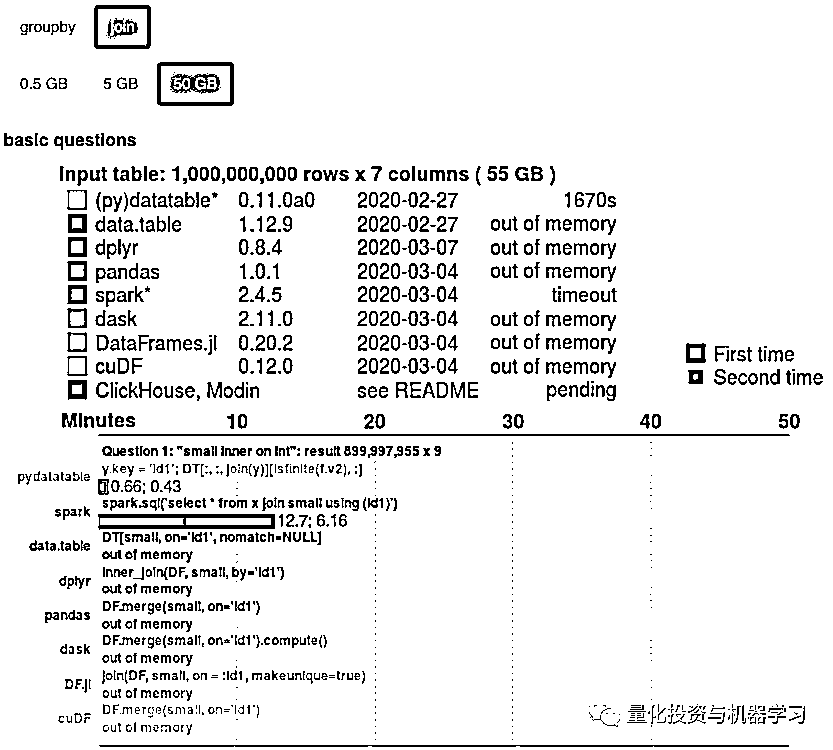 groupby join
0.5 GB 5 GB 50 GB
basic questions
Input table: 1,000,000,000 rows x 7 columns ( 55 GB )
(py)datatable* 0.11.0a0 2020-02-27 1670s
data.table 1.12.9 2020-02-27 out of memory
dplyr 0.8.4 2020-03-07 out of memory
pandas 1.0.1 2020-03-04 out of memory
spark* 2.4.5 2020-03-04 timeout
dask 2.11.0 2020-03-04 out of memory
DataFrames.jl 0.20.2 2020-03-04 out of memory
cuDF 0.12.0 2020-03-04 out of memory
ClickHouse, Modin see README pending
First time
Second time
Minutes 10 20 30 40 50
Question 1: "small inner on int": result 899,997,955 x 9
pydatatable
y.key = 'id1'; DT[:, :, join(y)][isfinite(f.v2), :]
0.66; 0.43
spark
spark.sql('select * from x join small using (id1)')
12.7; 6.16
data.table
DT[small, on='id1', nomatch=NULL]
out of memory
dplyr
inner_join(DF, small, by='id1')
out of memory
pandas
DF.merge(small, on='id1')
out of memory
dask
DF.merge(small, on='id1').compute()
out of memory
DF.jl
join(DF, small, on = :id1, makeunique=true)
out of memory
cuDF
DF.merge(small, on='id1')
out of memory
量化投资与机器学习